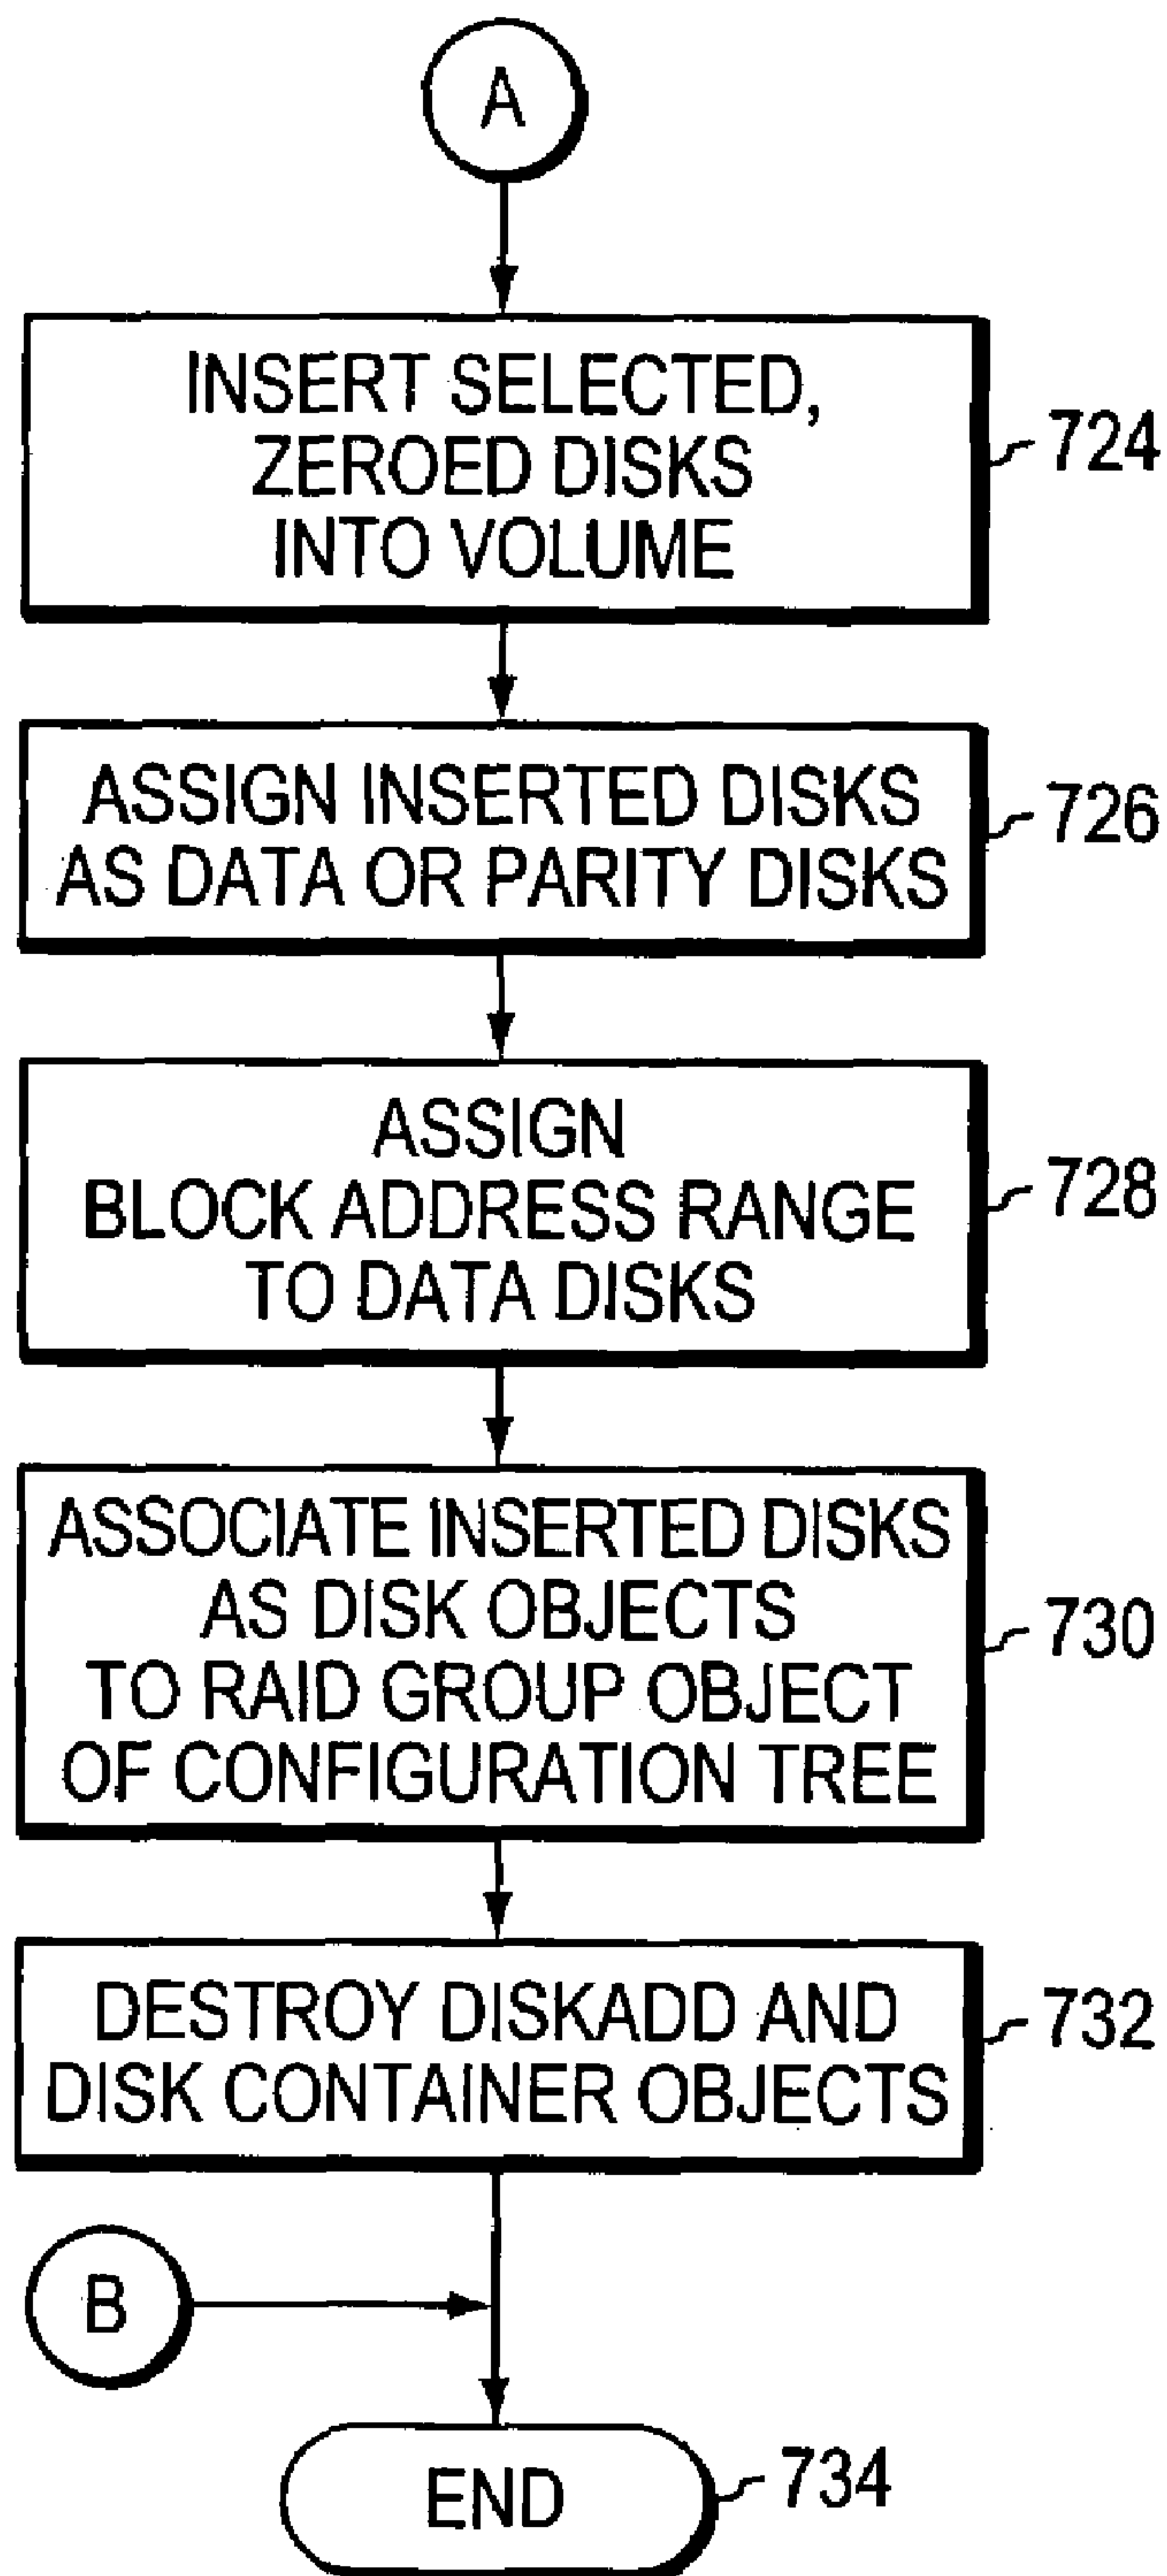 A
INSERT SELECTED,
ZEROED DISKS
INTO VOLUME
724
ASSIGN INSERTED DISKS
AS DATA OR PARITY DISKS
726
ASSIGN
BLOCK ADDRESS RANGE
TO DATA DISKS
728
ASSOCIATE INSERTED DISKS
AS DISK OBJECTS
TO RAID GROUP OBJECT
OF CONFIGURATION TREE
730
DESTROY DISKADD AND
DISK CONTAINER OBJECTS
732
B
END
734